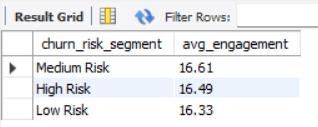 Result Grid Filter Rows:
churn_risk_segment avg_engagement
Medium Risk 16.61
High Risk 16.49
Low Risk 16.33